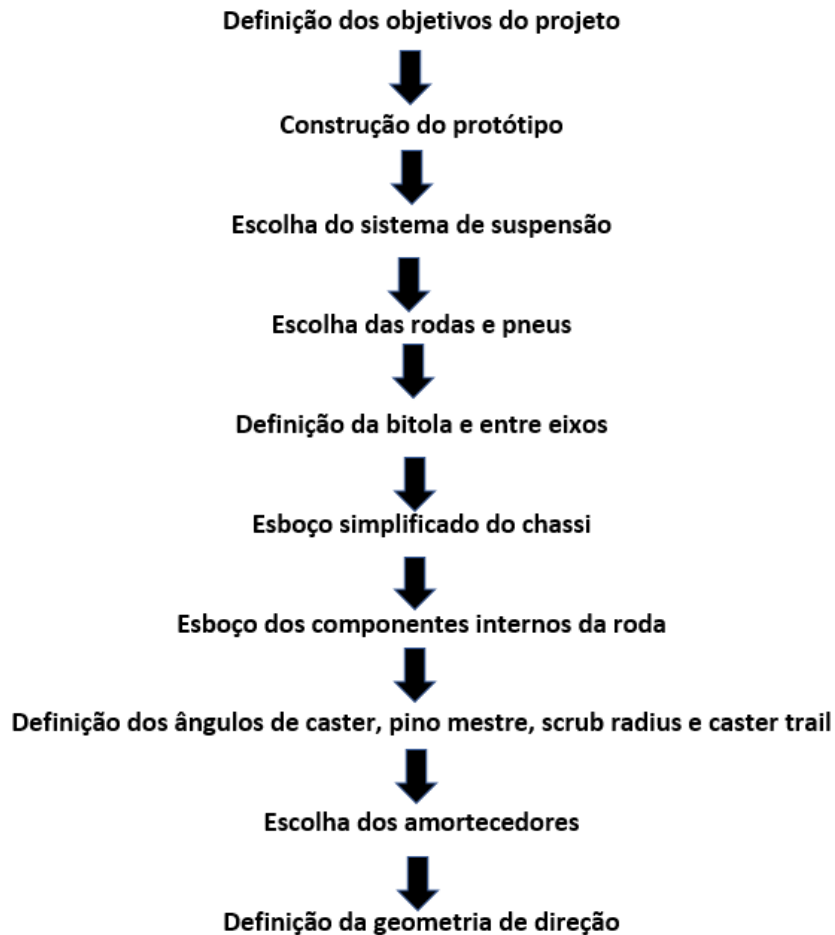 Definição dos objetivos do projeto
Construção do protótipo
Escolha do sistema de suspensão
Escolha das rodas e pneus
Definição da bitola e entre eixos
Esboço simplificado do chassi
Esboço dos componentes internos da roda
Definição dos ângulos de caster, pino mestre, scrub radius e caster trail
Escolha dos amortecedores
Definição da geometria de direção